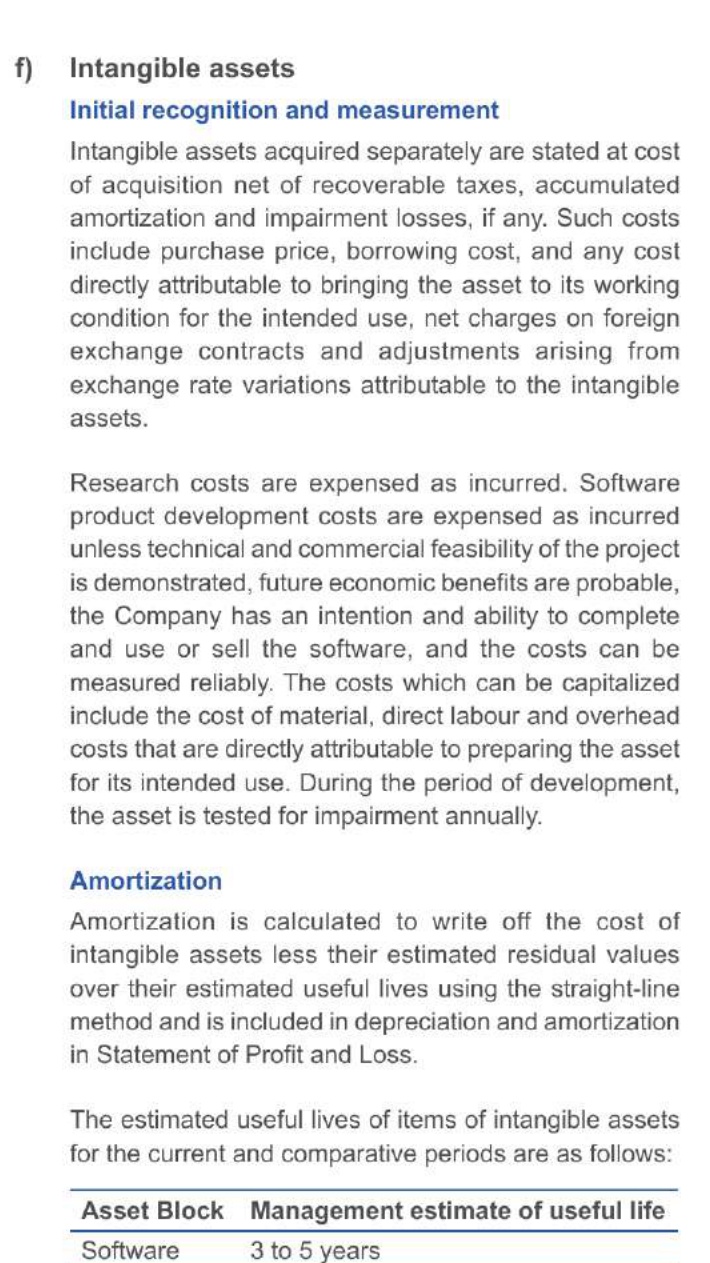 f) Intangible assets
Initial recognition and measurement
Intangible assets acquired separately are stated at cost
of acquisition net of recoverable taxes, accumulated
amortization and impairment losses, if any. Such costs
include purchase price, borrowing cost, and any cost
directly attributable to bringing the asset to its working
condition for the intended use, net charges on foreign
exchange contracts and adjustments arising from
exchange rate variations attributable to the intangible
assets.
Research costs are expensed as incurred. Software
product development costs are expensed as incurred
unless technical and commercial feasibility of the project
is demonstrated, future economic benefits are probable,
the Company has an intention and ability to complete
and use or sell the software, and the costs can be
measured reliably. The costs which can be capitalized
include the cost of material, direct labour and overhead
costs that are directly attributable to preparing the asset
for its intended use. During the period of development,
the asset is tested for impairment annually.
Amortization
Amortization is calculated to write off the cost of
intangible assets less their estimated residual values
over their estimated useful lives using the straight-line
method and is included in depreciation and amortization
in Statement of Profit and Loss.
The estimated useful lives of items of intangible assets
for the current and comparative periods are as follows:
Asset Block Management estimate of useful life
Software 3 to 5 years